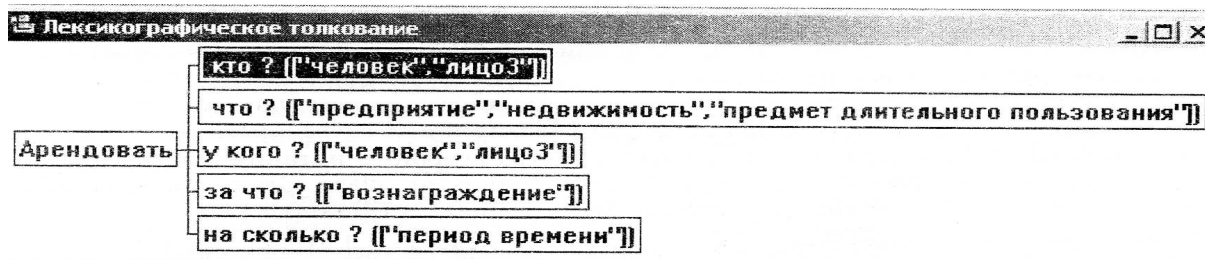 Лексикографическое толкование
кто ? (["человек","лицо3"])
что ? (["предприятие","недвижимость","предмет длительного пользования"])
Арендовать
у кого ? (["человек","лицо3"])
за что ? (["вознаграждение"])
на сколько ? (["период времени"])